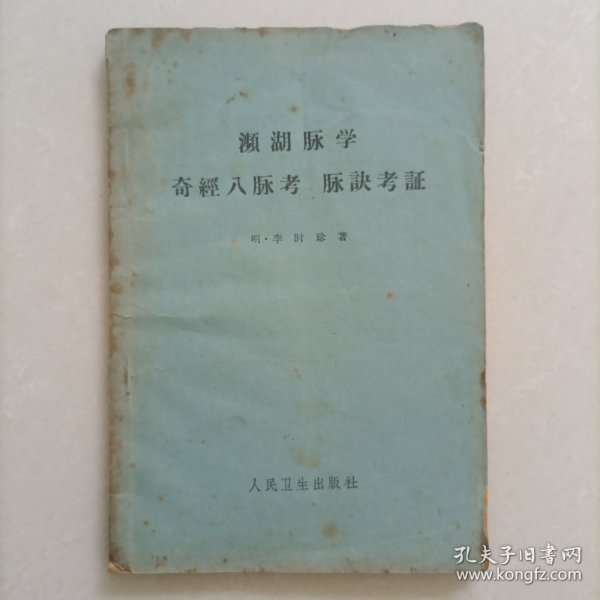 瀕湖脉学
奇經八脉考 脉訣考証
明·李时珍著
人民卫生出版社
孔夫子旧书网
www.kongfz.com